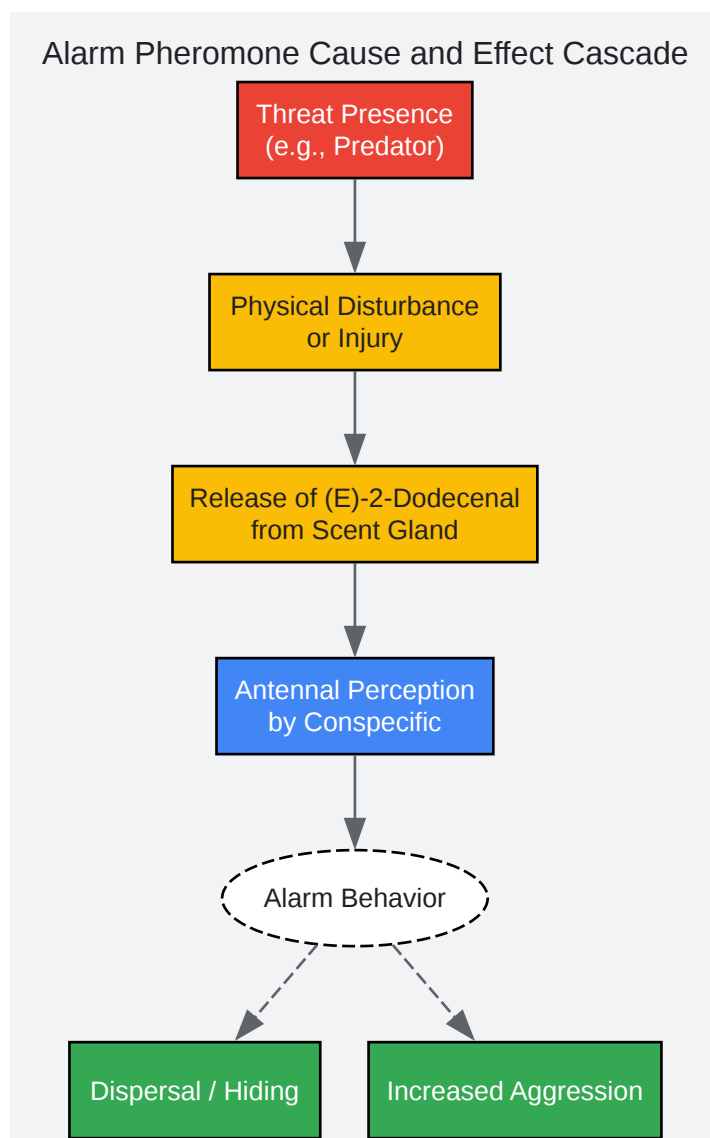 Alarm Pheromone Cause and Effect Cascade
Threat Presence
(e.g., Predator)
Physical Disturbance
or Injury
Release of (E)-2-Dodecenal
from Scent Gland
Antennal Perception
by Conspecific
Alarm Behavior
Dispersal / Hiding
Increased Aggression